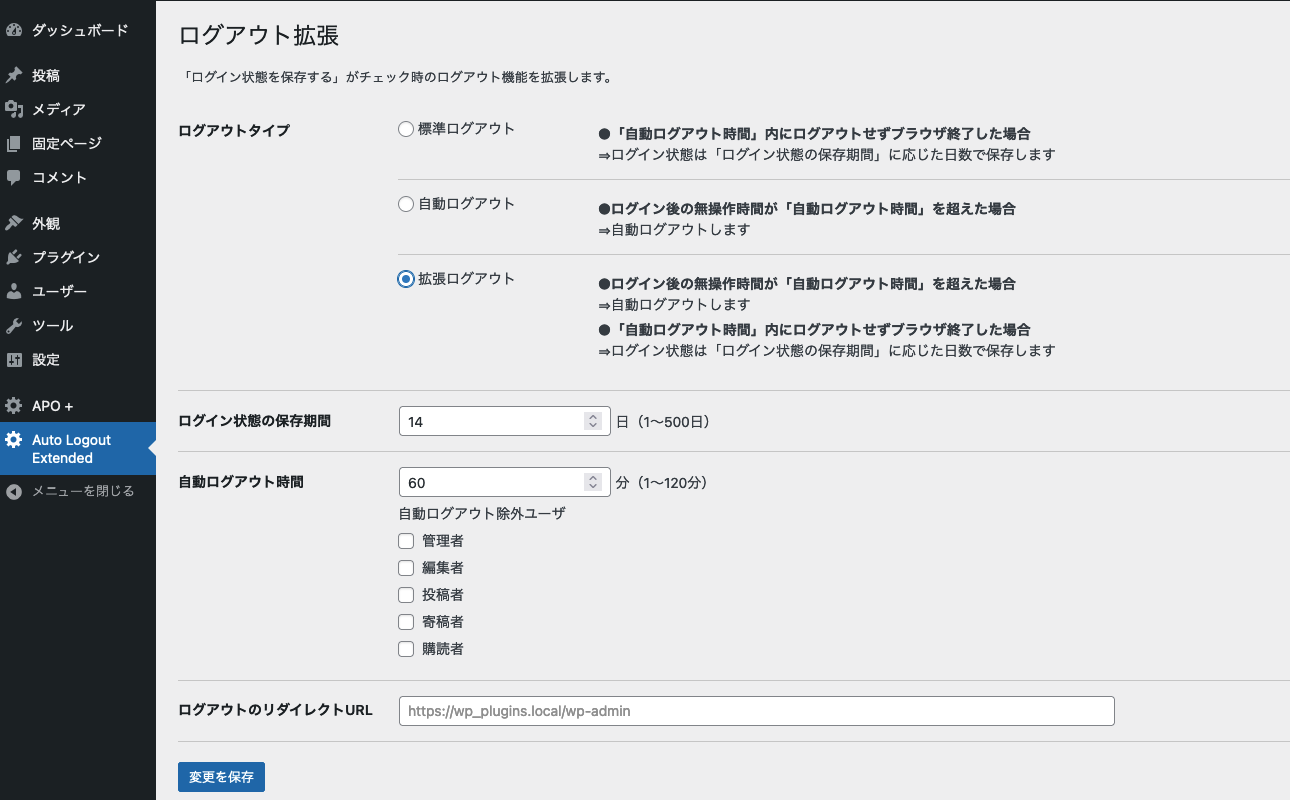 ダッシュボード
投稿
メディア
固定ページ
コメント
外観
プラグイン
ユーザー
ツール
設定
APO +
Auto Logout
Extended
メニューを閉じる
ログアウト拡張
「ログイン状態を保存する」がチェック時のログアウト機能を拡張します。
ログアウトタイプ
標準ログアウト
●「自動ログアウト時間」内にログアウトせずブラウザ終了した場合
⇒ログイン状態は「ログイン状態の保存期間」に応じた日数で保存します
自動ログアウト
●ログイン後の無操作時間が「自動ログアウト時間」を超えた場合
⇒自動ログアウトします
拡張ログアウト
●ログイン後の無操作時間が「自動ログアウト時間」を超えた場合
⇒自動ログアウトします
●「自動ログアウト時間」内にログアウトせずブラウザ終了した場合
⇒ログイン状態は「ログイン状態の保存期間」に応じた日数で保存します
ログイン状態の保存期間 14 日（1〜500日）
自動ログアウト時間 60 分（1〜120分）
自動ログアウト除外ユーザ
管理者
編集者
投稿者
寄稿者
購読者
ログアウトのリダイレクトURL https://wp_plugins.local/wp-admin
変更を保存